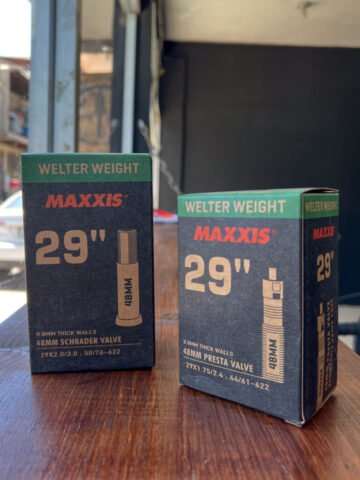 WELTER WEIGHT
MAXXIS®
29"
48MM
0.8MM THICK WALLS
48MM SCHRADER VALVE
29X2.0/3.0 , 50/76-622
WELTER WEIGHT
MAXXIS®
29"
48MM
0.8MM THICK WALLS
48MM PRESTA VALVE
29X1.75/2.4 , 44/61-622
MAXXIS
29"
48MM